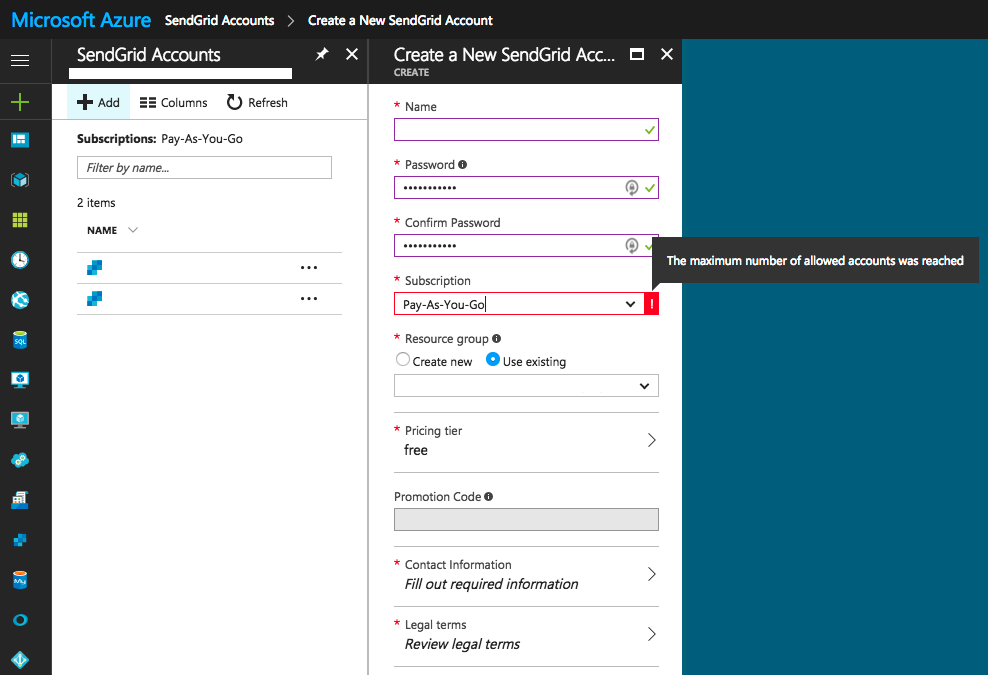 Microsoft Azure SendGrid Accounts > Create a New SendGrid Account
SendGrid Accounts
Add Columns Refresh
Subscriptions: Pay-As-You-Go
Filter by name...
2 items
NAME
...
...
Create a New SendGrid Acc...
CREATE
* Name
* Password
•••••••••••
* Confirm Password
•••••••••••
The maximum number of allowed accounts was reached
* Subscription
Pay-As-You-Go
!
* Resource group
Create new Use existing
* Pricing tier
free
Promotion Code
* Contact Information
Fill out required information
* Legal terms
Review legal terms
SQL
My